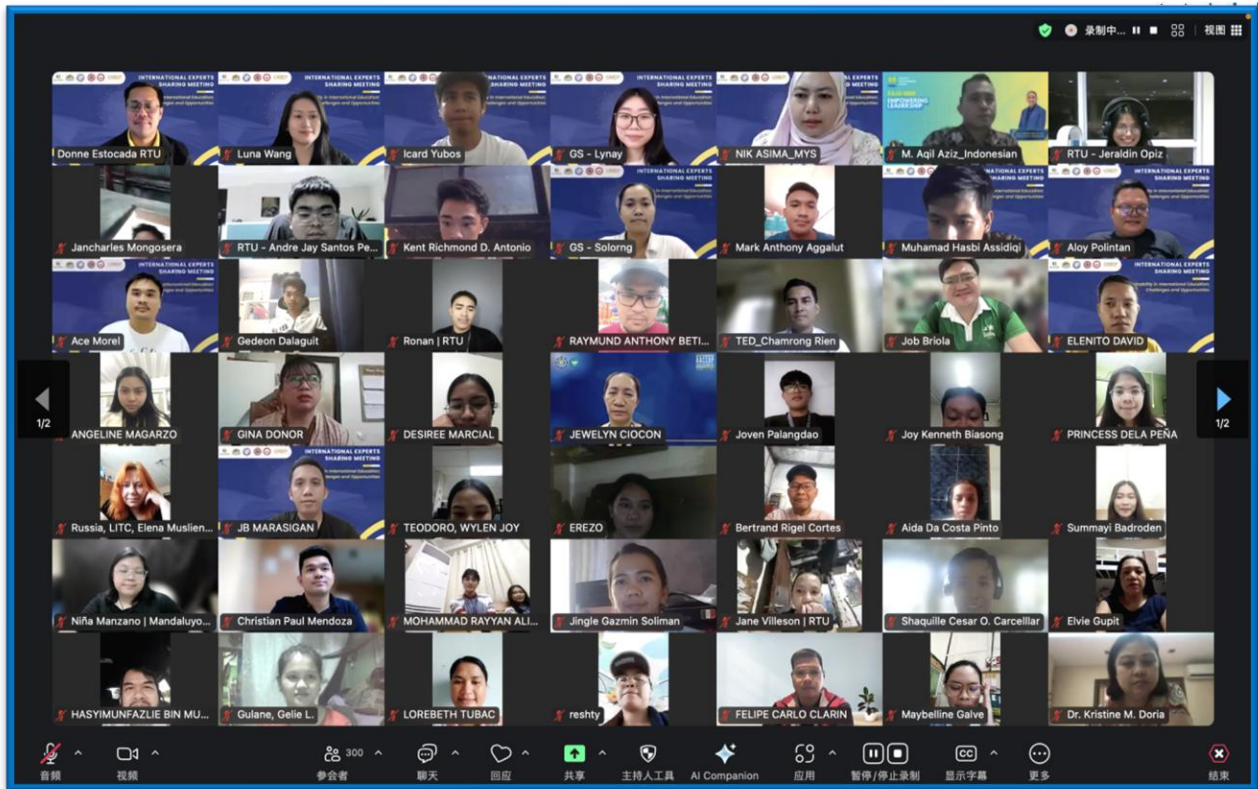 录制中...
视图
INTERNATIONAL EXPERTS
SHARING MEETING
Donne Estocada RTU
Luna Wang
Icard Yubos
GS - Lynay
NIK ASIMA_MYS
EMPOWERING
LEADERSHIP
M. Aqil Aziz_Indonesian
RTU - Jeraldin Opiz
Jancharles Mongosera
RTU - Andre Jay Santos Pe...
Kent Richmond D. Antonio
GS - Solorng
Mark Anthony Aggalut
Muhamad Hasbi Assidiqi
Aloy Polintan
INTERNATIONAL EXPERTS
SHARING MEETING
Ace Morel
Gedeon Dalaguit
Ronan | RTU
RAYMUND ANTHONY BETI...
TED_Chamrong Rien
Job Briola
ELENITO DAVID
1/2
1/2
ANGELINE MAGARZO
GINA DONOR
DESIREE MARCIAL
JEWELYN CIOCON
Joven Palangdao
Joy Kenneth Biasong
PRINCESS DELA PEÑA
Russia, LITC, Elena Muslien...
JB MARASIGAN
TEODORO, WYLEN JOY
EREZO
Bertrand Rigel Cortes
Aida Da Costa Pinto
Summayi Badroden
Niña Manzano | Mandaluyo...
Christian Paul Mendoza
MOHAMMAD RAYYAN ALI...
Jingle Gazmin Soliman
Jane Villeson | RTU
Shaquille Cesar O. Carcelllar
Elvie Gupit
HASYIMUNFAZLIE BIN MU...
Gulane, Gelie L.
LOREBETH TUBAC
reshty
FELIPE CARLO CLARIN
Maybelline Galve
Dr. Kristine M. Doria
300
CC
音频
视频
参会者
聊天
回应
共享
主持人工具
AI Companion
应用
暂停/停止录制
显示字幕
更多
结束